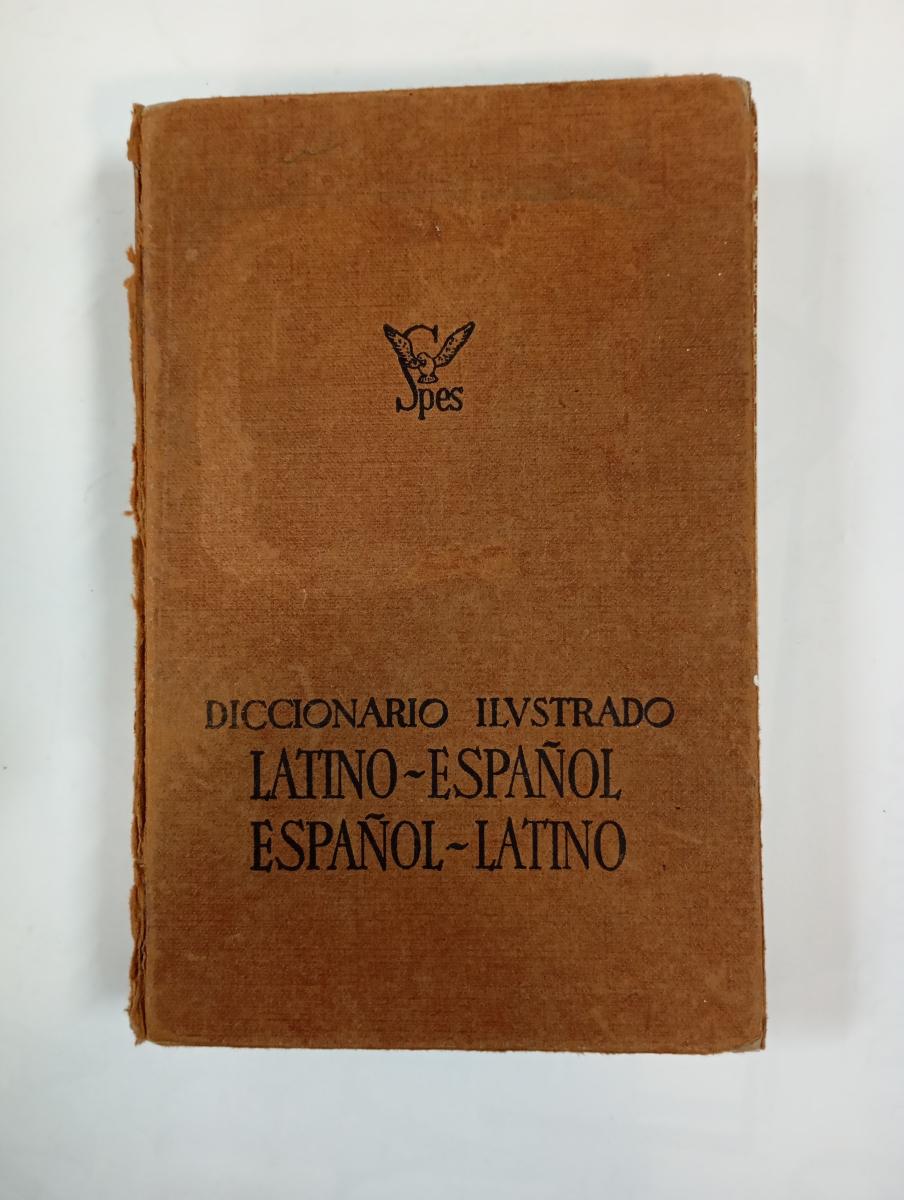 Spes
DICCIONARIO ILVSTRADO
LATINO~ESPAÑOL
ESPAÑOL~LATINO